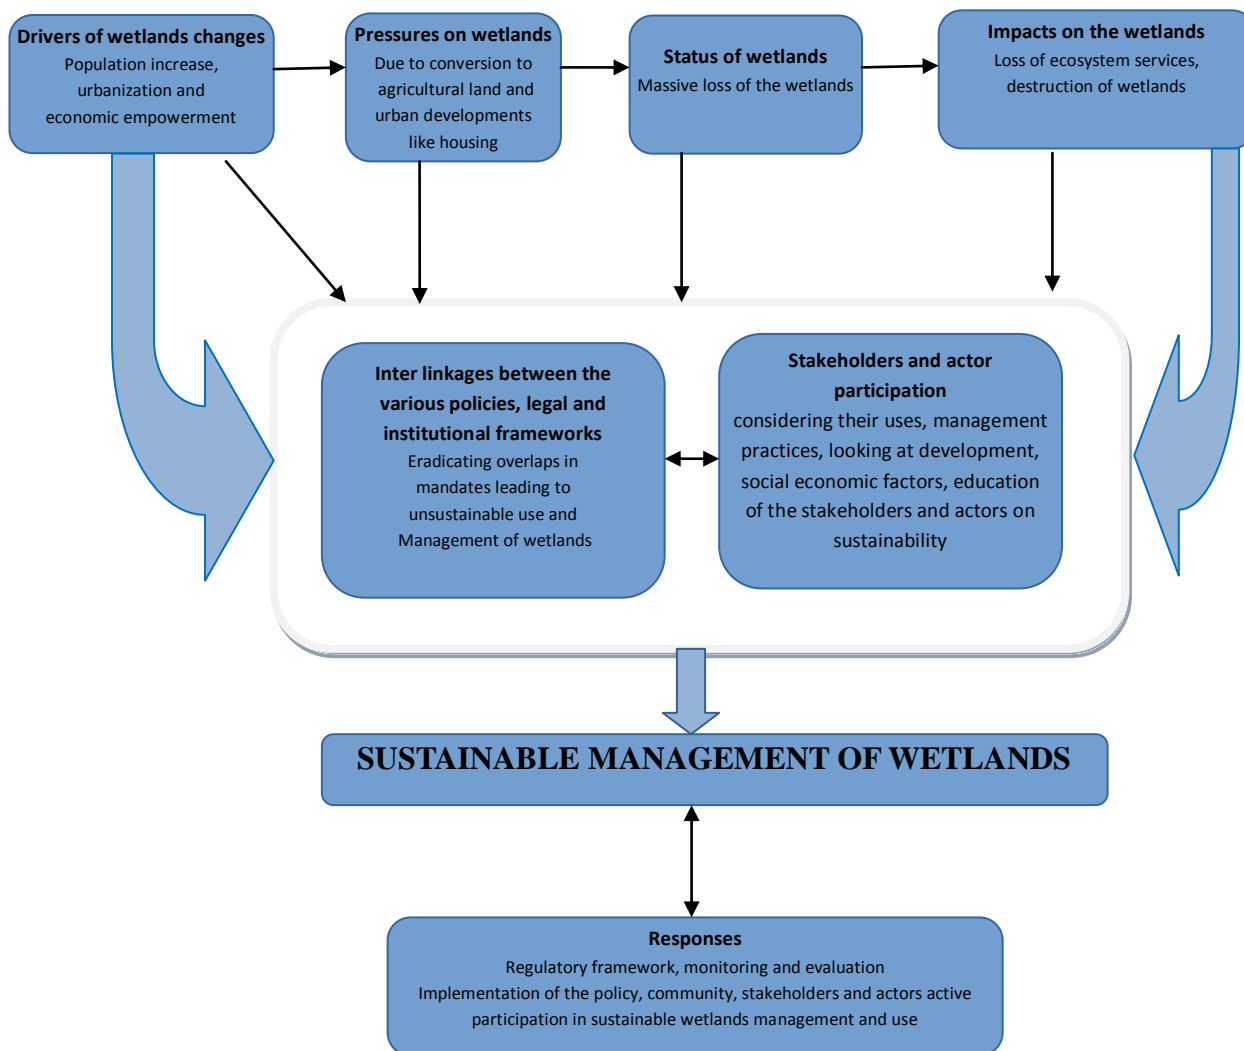 Drivers of wetlands changes
Population increase,
urbanization and
economic empowerment
Pressures on wetlands
Due to conversion to
agricultural land and
urban developments
like housing
Status of wetlands
Massive loss of the wetlands
Impacts on the wetlands
Loss of ecosystem services,
destruction of wetlands
Inter linkages between the
various policies, legal and
institutional frameworks
Eradicating overlaps in
mandates leading to
unsustainable use and
Management of wetlands
Stakeholders and actor
participation
considering their uses, management
practices, looking at development,
social economic factors, education
of the stakeholders and actors on
sustainability
SUSTAINABLE MANAGEMENT OF WETLANDS
Responses
Regulatory framework, monitoring and evaluation
Implementation of the policy, community, stakeholders and actors active
participation in sustainable wetlands management and use